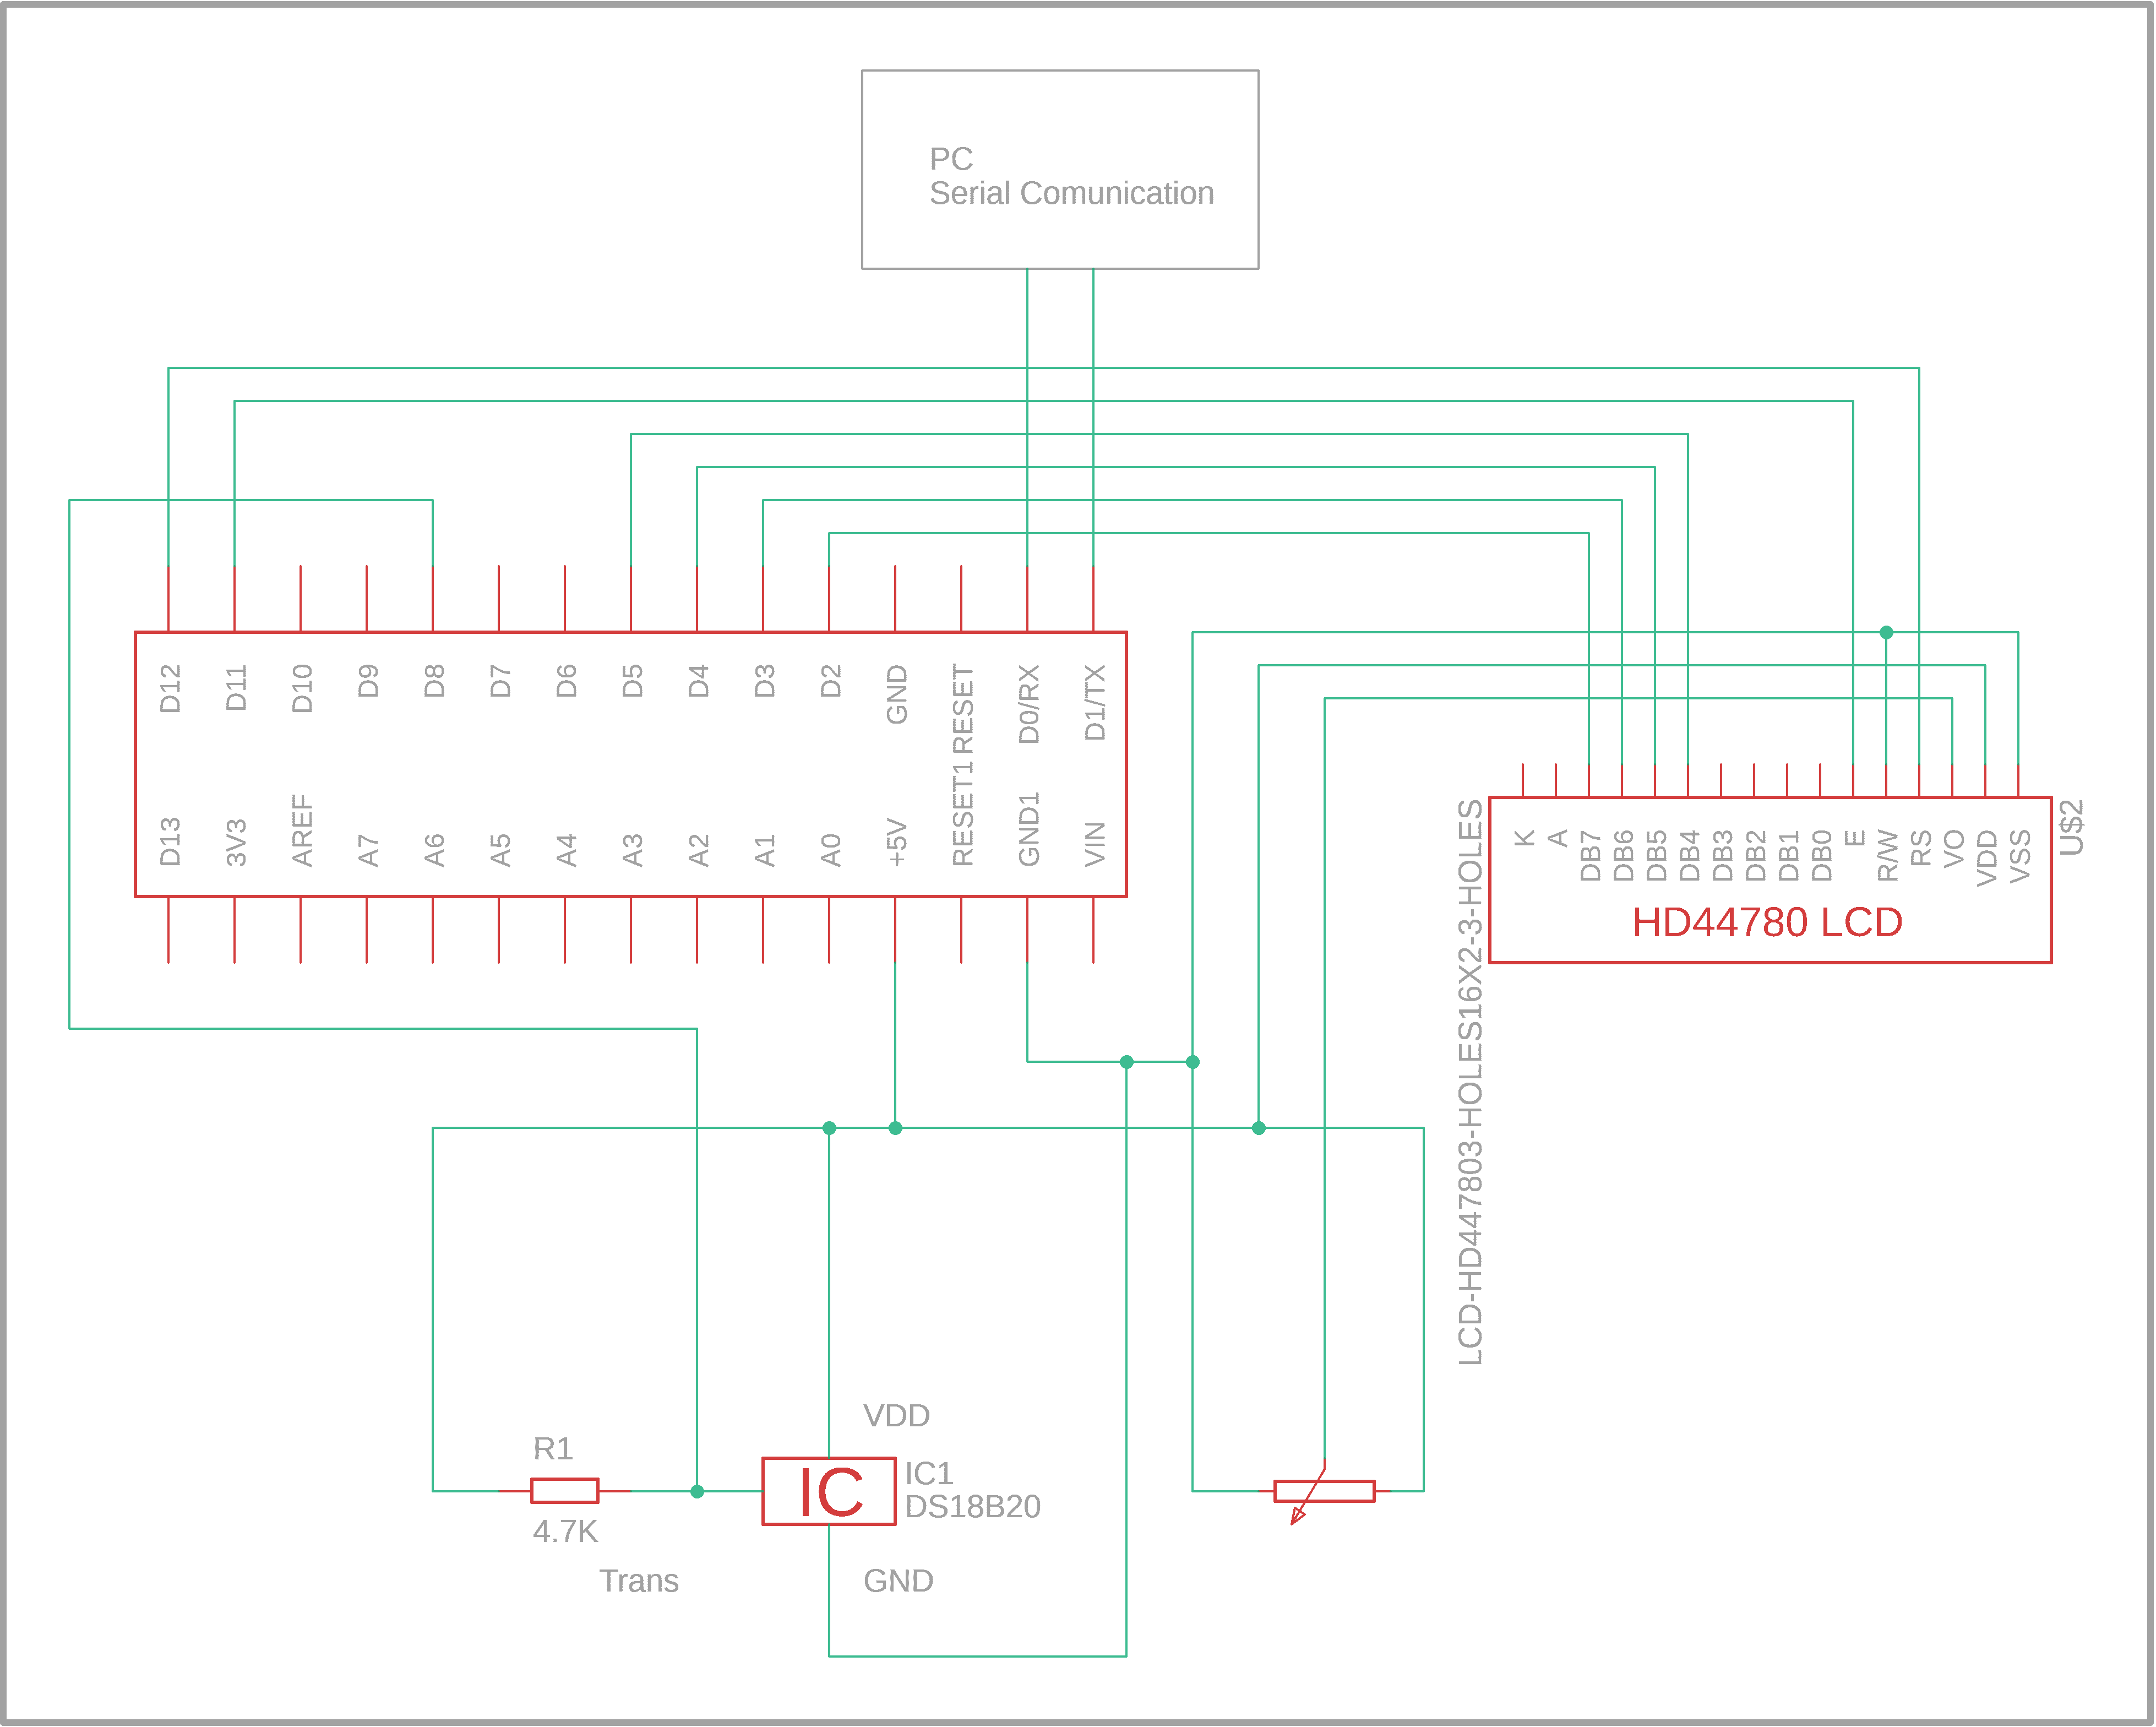 PC
Serial Comunication
D12
D11
D10
D9
D8
D7
D6
D5
D4
D3
D2
GND
RESET
D0/RX
D1/TX
D13
3V3
AREF
A7
A6
A5
A4
A3
A2
A1
A0
+5V
RESET1
GND1
VIN
LCD-HD447803-HOLES16X2-3-HOLES
K
A
DB7
DB6
DB5
DB4
DB3
DB2
DB1
DB0
E
R/W
RS
VO
VDD
VSS
U$2
HD44780 LCD
VDD
R1
4.7K
Trans
IC
IC1
DS18B20
GND